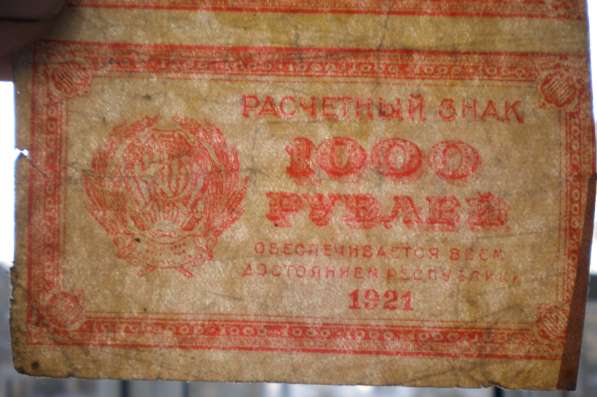 РАСЧЕТНЫЙ ЗНАК
1000
РУБЛЕЙ
ОБЕСПЕЧИВАЕТСЯ ВСЕМ
ДОСТОЯНИЕМ РЕСПУБЛИКИ
1921